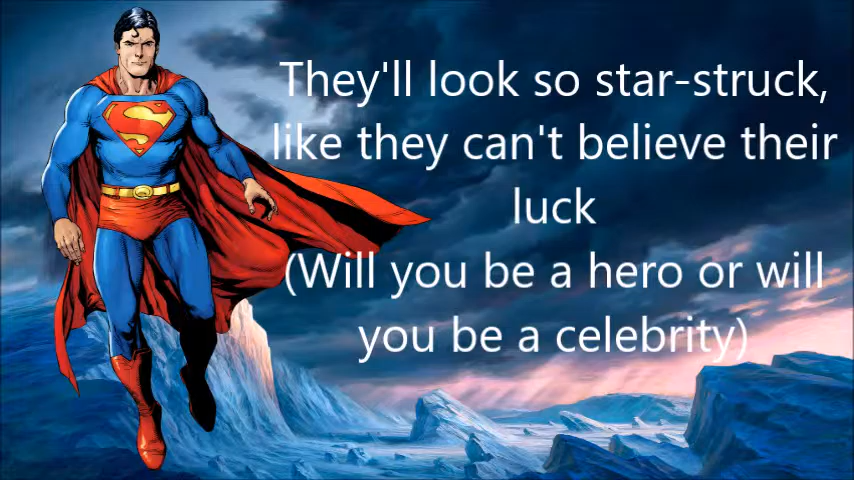 They'll look so star-struck,
like they can't believe their
luck
(Will you be a hero or will
you be a celebrity)